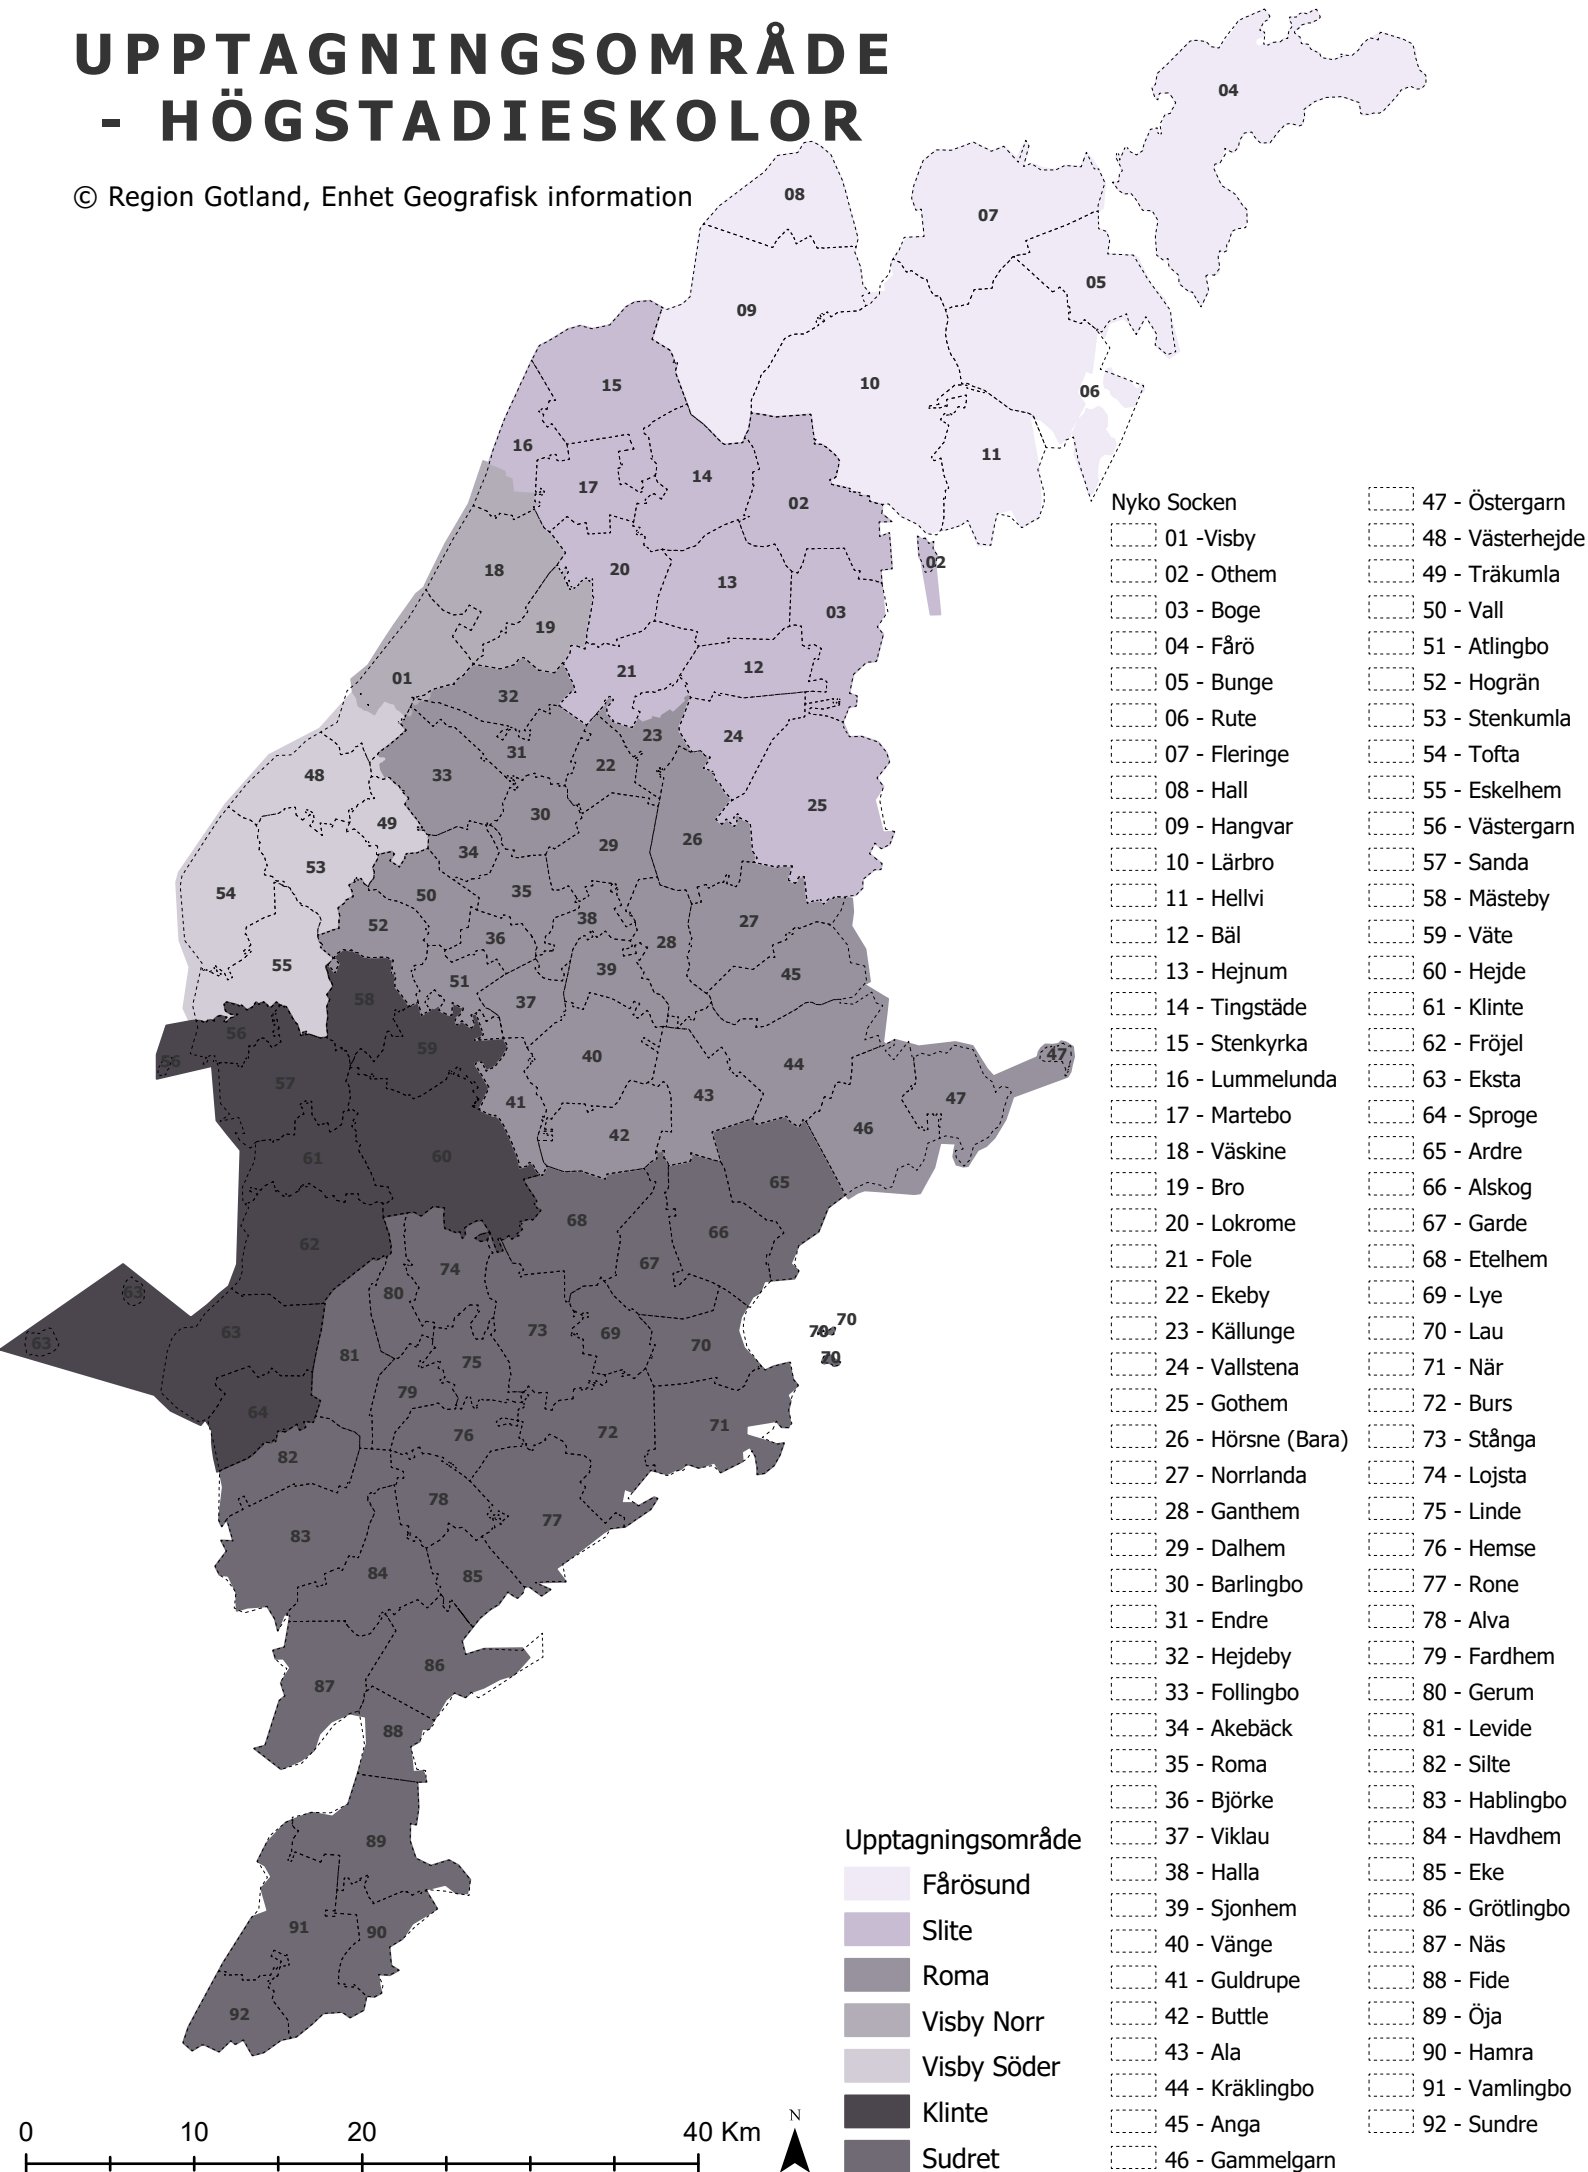 UPPTAGNINGSOMRÅDE
- HÖGSTADIESKOLOR
© Region Gotland, Enhet Geografisk information
04
08
07
05
09
06
10
15
16
11
14
17
02
02
18
20
13
03
19
21
12
01
32
23
24
31
22
48
33
25
30
49
26
34
29
53
35
54
50
38
27
52
36
28
55
39
45
51
58
37
56
59
40
47
56
44
57
43
47
41
46
42
61
60
65
68
66
62
67
74
63
80
70
63
73
69
70
63
70
81
75
70
79
64
71
76
72
82
78
77
83
84
85
86
87
88
89
91
90
92
Nyko Socken
01 -Visby
02 - Othem
03 - Boge
04 - Fårö
05 - Bunge
06 - Rute
07 - Fleringe
08 - Hall
09 - Hangvar
10 - Lärbro
11 - Hellvi
12 - Bäl
13 - Hejnum
14 - Tingstäde
15 - Stenkyrka
16 - Lummelunda
17 - Martebo
18 - Väskine
19 - Bro
20 - Lokrome
21 - Fole
22 - Ekeby
23 - Källunge
24 - Vallstena
25 - Gothem
26 - Hörsne (Bara)
27 - Norrlanda
28 - Ganthem
29 - Dalhem
30 - Barlingbo
31 - Endre
32 - Hejdeby
33 - Follingbo
34 - Akebäck
35 - Roma
36 - Björke
37 - Viklau
38 - Halla
39 - Sjonhem
40 - Vänge
41 - Guldrupe
42 - Buttle
43 - Ala
44 - Kräklingbo
45 - Anga
46 - Gammelgarn
47 - Östergarn
48 - Västerhejde
49 - Träkumla
50 - Vall
51 - Atlingbo
52 - Hogrän
53 - Stenkumla
54 - Tofta
55 - Eskelhem
56 - Västergarn
57 - Sanda
58 - Mästeby
59 - Väte
60 - Hejde
61 - Klinte
62 - Fröjel
63 - Eksta
64 - Sproge
65 - Ardre
66 - Alskog
67 - Garde
68 - Etelhem
69 - Lye
70 - Lau
71 - När
72 - Burs
73 - Stånga
74 - Lojsta
75 - Linde
76 - Hemse
77 - Rone
78 - Alva
79 - Fardhem
80 - Gerum
81 - Levide
82 - Silte
83 - Hablingbo
84 - Havdhem
85 - Eke
86 - Grötlingbo
87 - Näs
88 - Fide
89 - Öja
90 - Hamra
91 - Vamlingbo
92 - Sundre
Upptagningsområde
Fårösund
Slite
Roma
Visby Norr
Visby Söder
Klinte
Sudret
0 10 20 40 Km
N